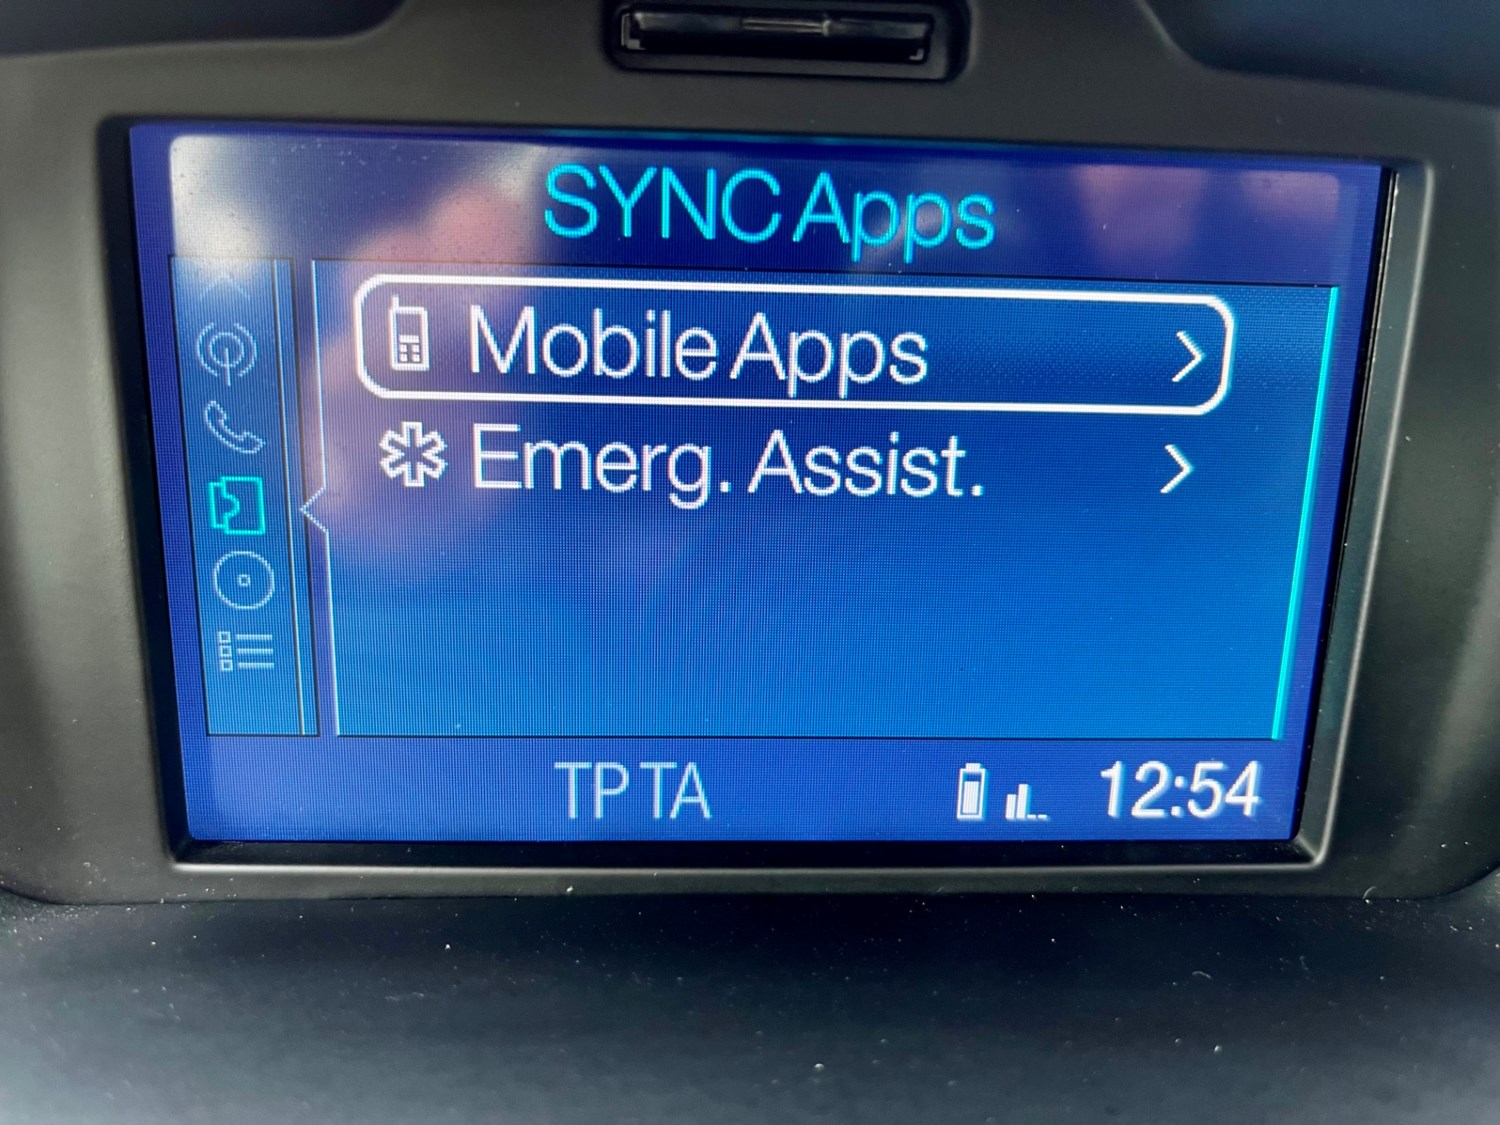 SYNC Apps
Mobile Apps
Emerg. Assist.
TP TA 12:54